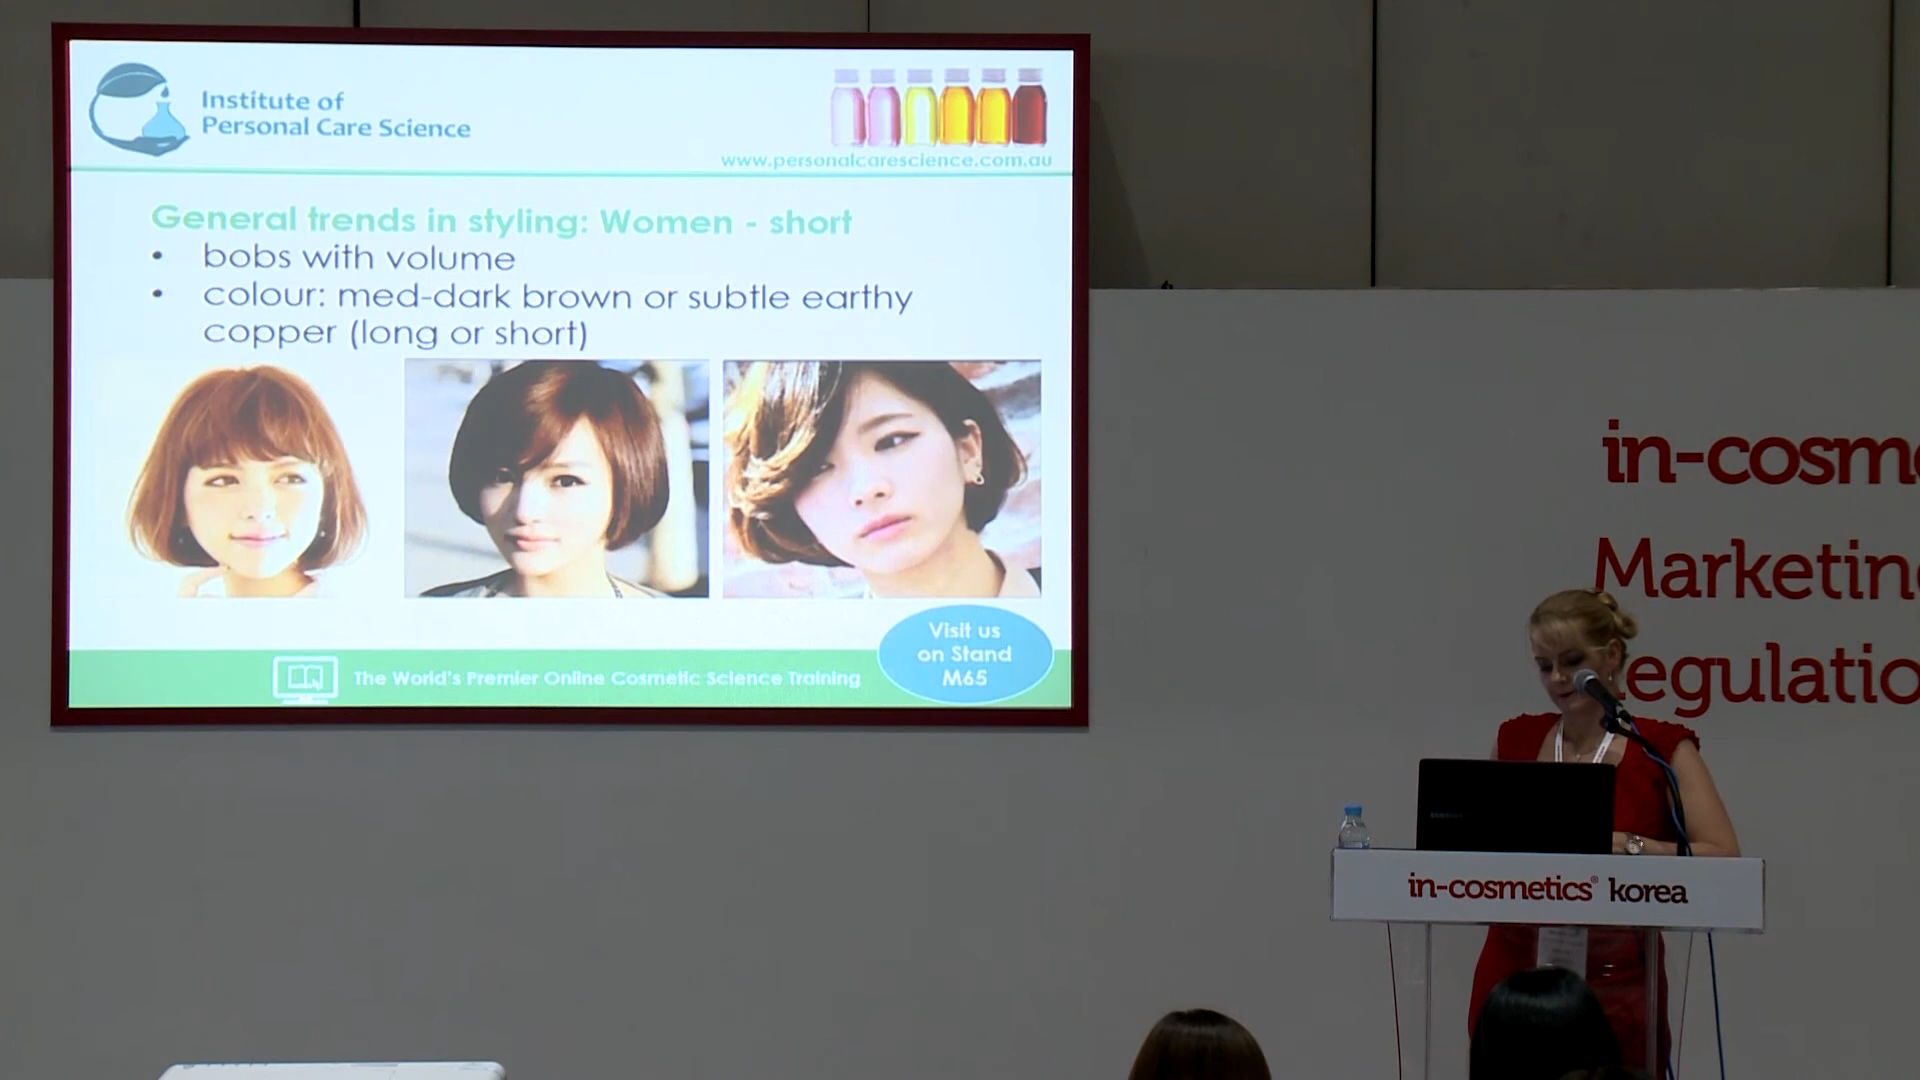 Institute of
Personal Care Science
www.personalcarescience.com.au
General trends in styling: Women - short
• bobs with volume
• colour: med-dark brown or subtle earthy
copper (long or short)
Visit us
on Stand
M65
The World's Premier Online Cosmetic Science Training
in-cosm
Marketin
egulatio
in-cosmetics® korea